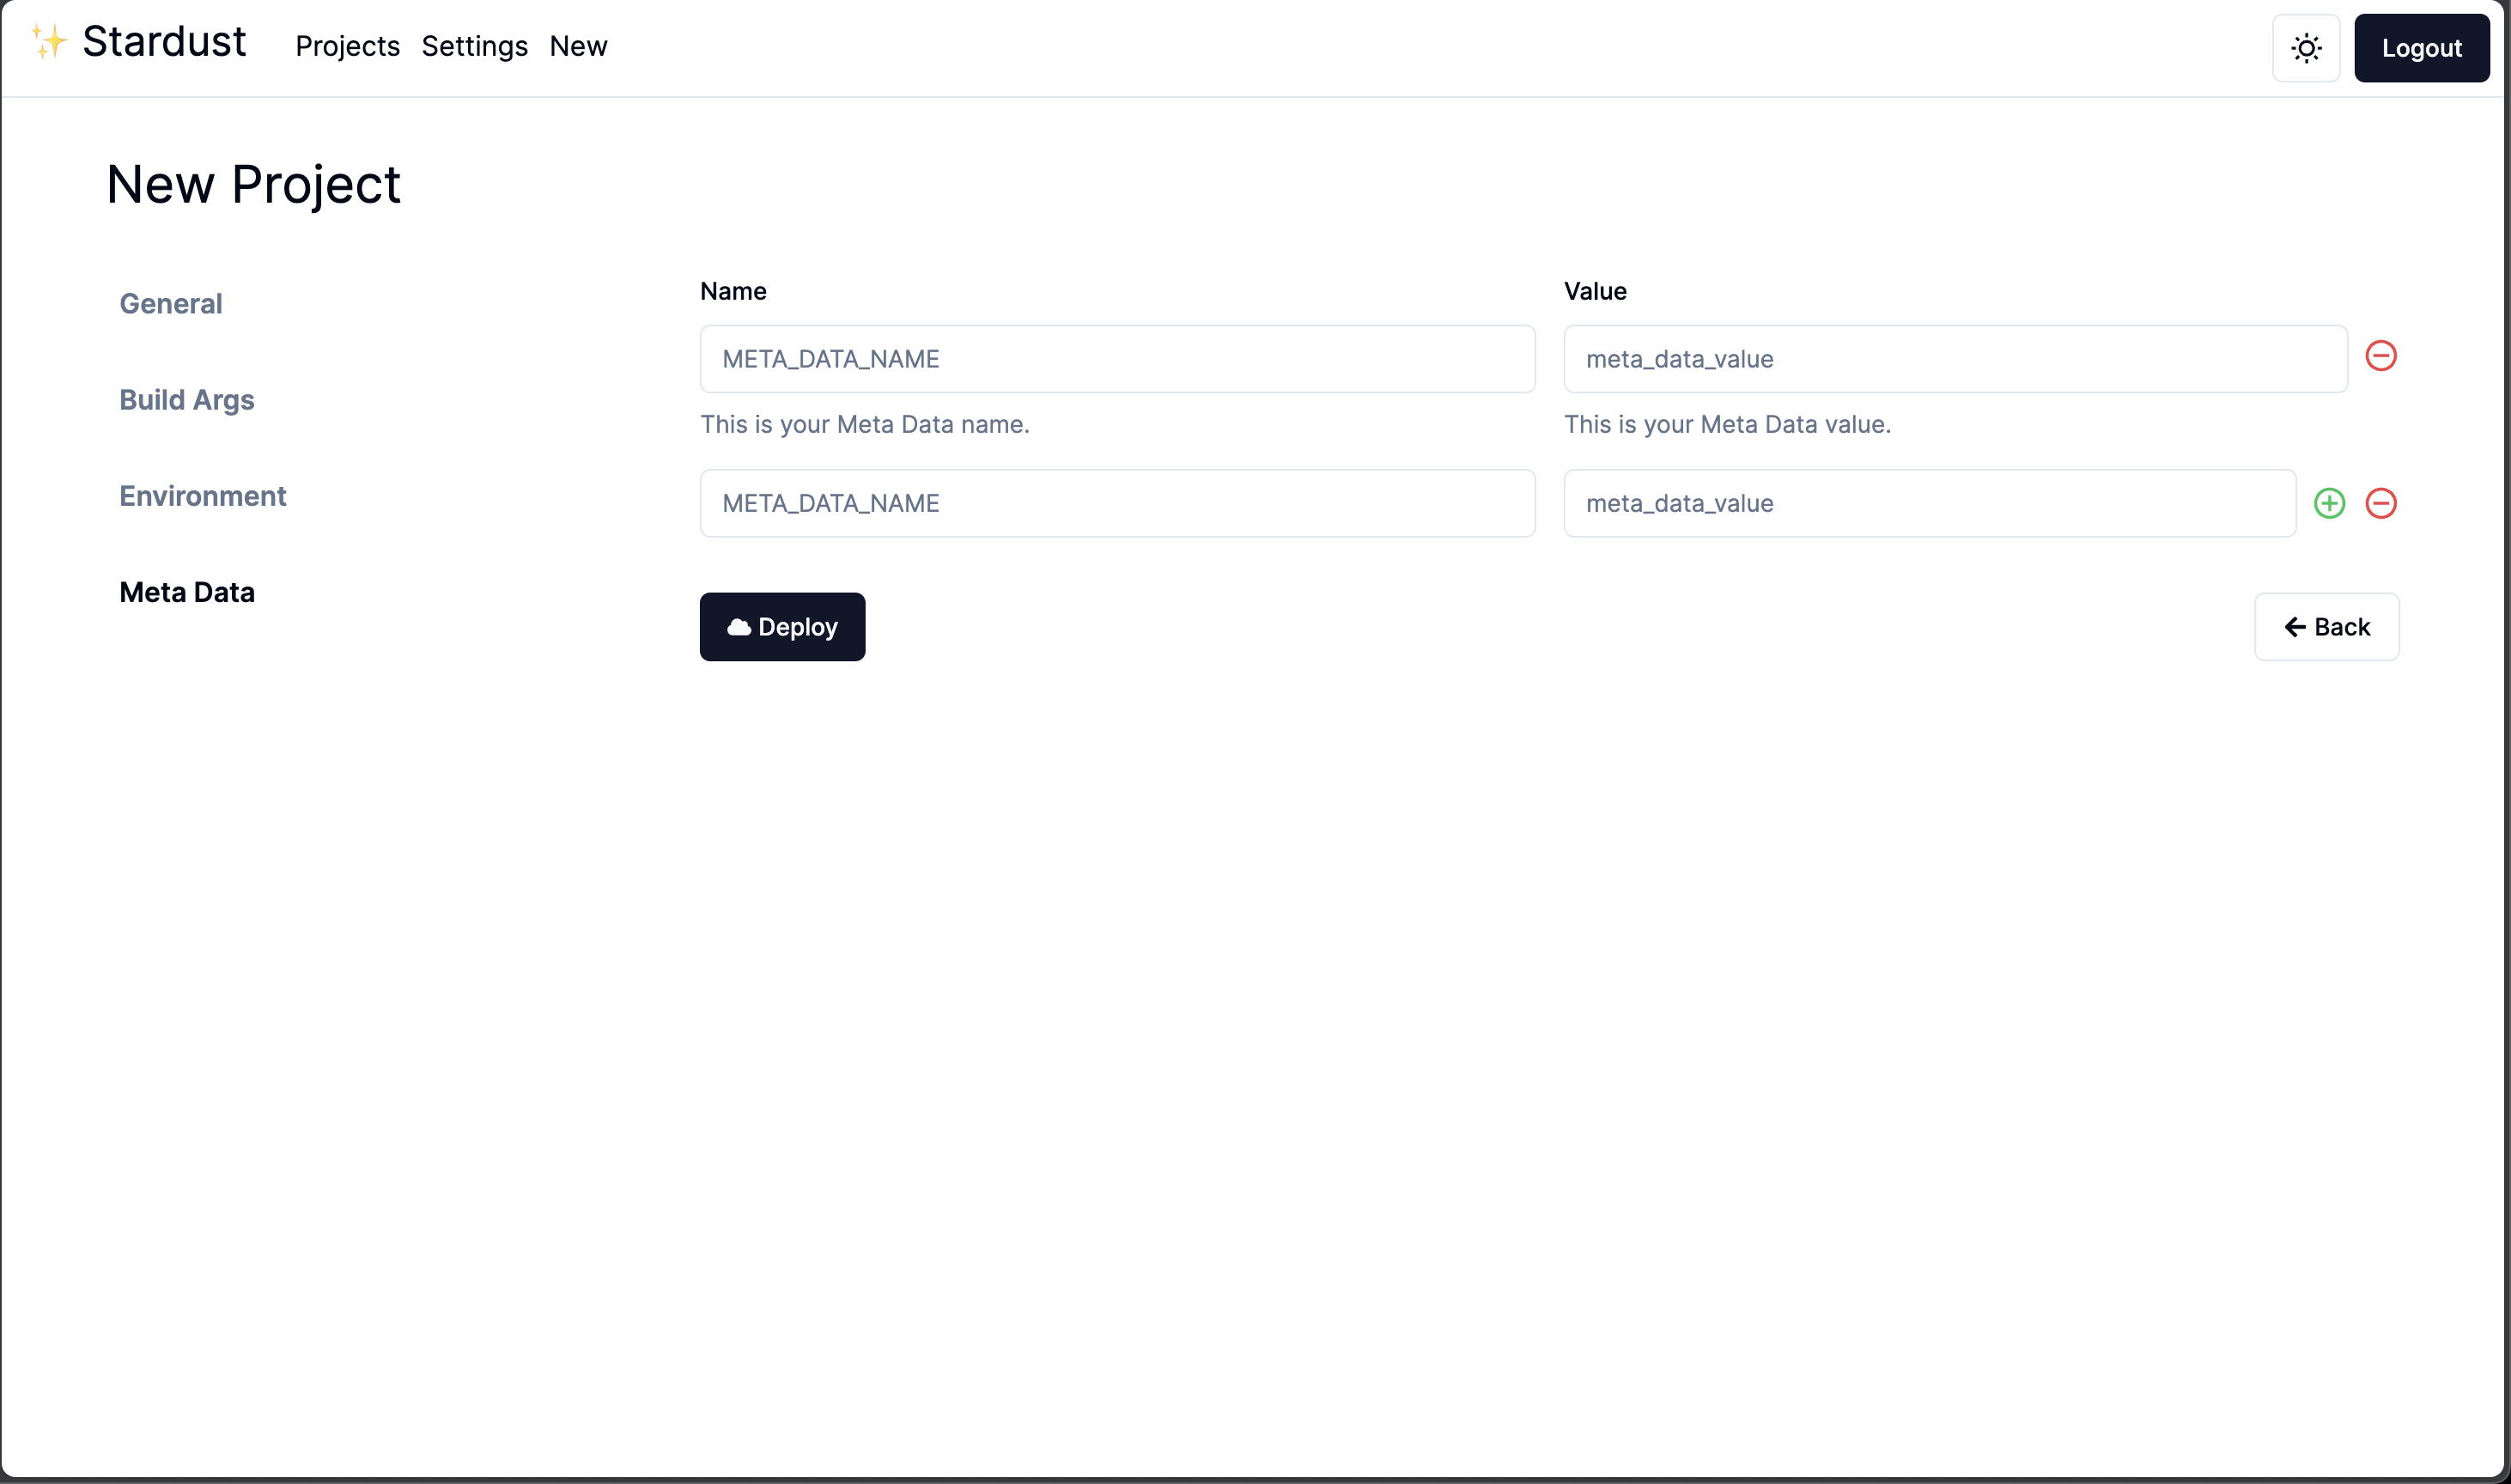 ✨ Stardust Projects Settings New Logout
New Project
General
Build Args
Environment
Meta Data
Name Value
META_DATA_NAME meta_data_value
This is your Meta Data name. This is your Meta Data value.
META_DATA_NAME meta_data_value
Deploy Back